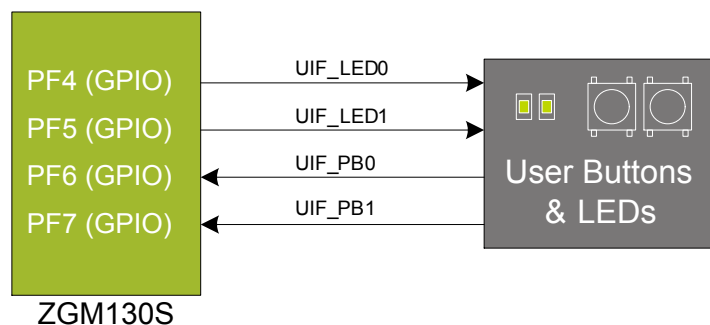 PF4 (GPIO)
UIF_LED0
PF5 (GPIO)
UIF_LED1
PF6 (GPIO)
UIF_PB0
PF7 (GPIO)
UIF_PB1
User Buttons
& LEDs
ZGM130S